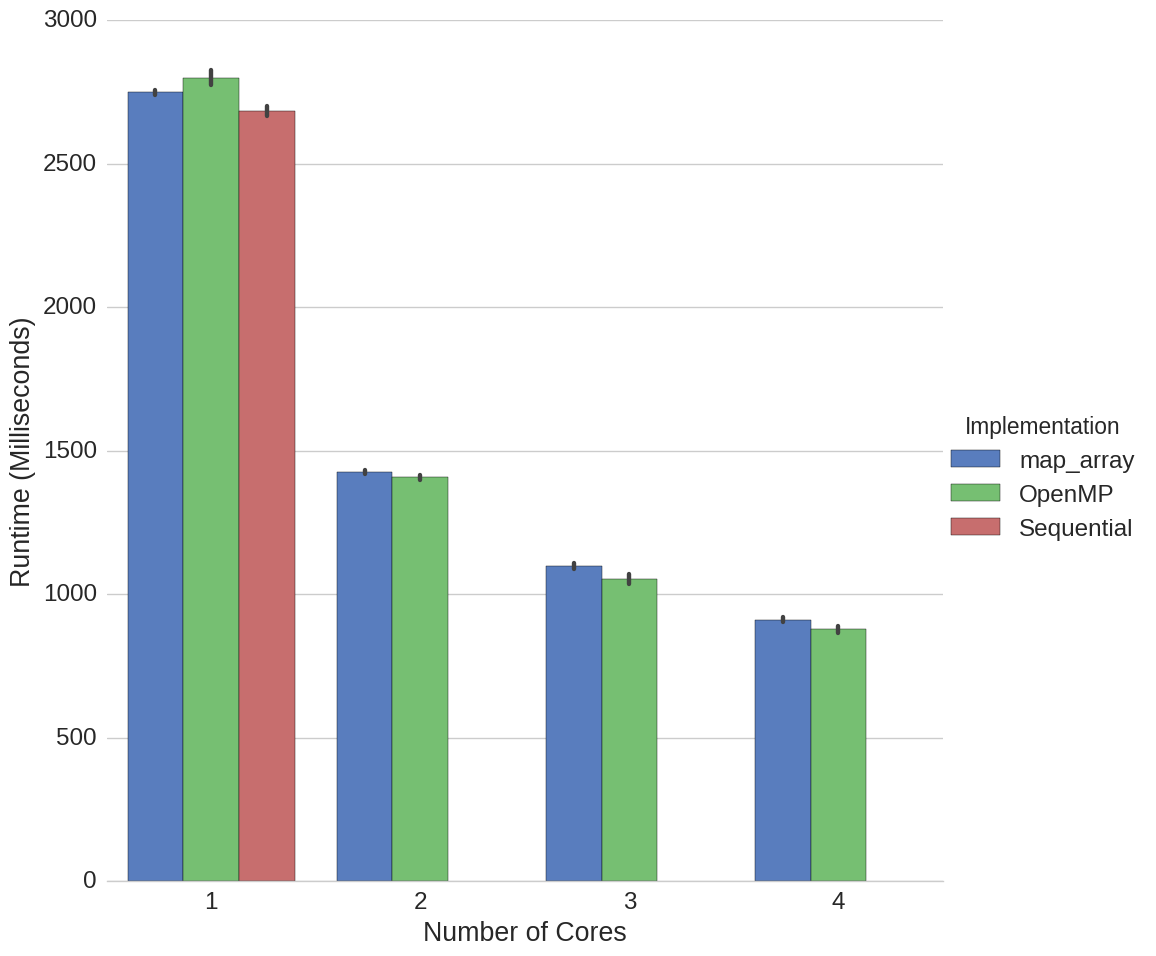 3000
2500
2000
1500
1000
500
0
Runtime (Milliseconds)
1
2
3
4
Number of Cores
Implementation
map_array
OpenMP
Sequential